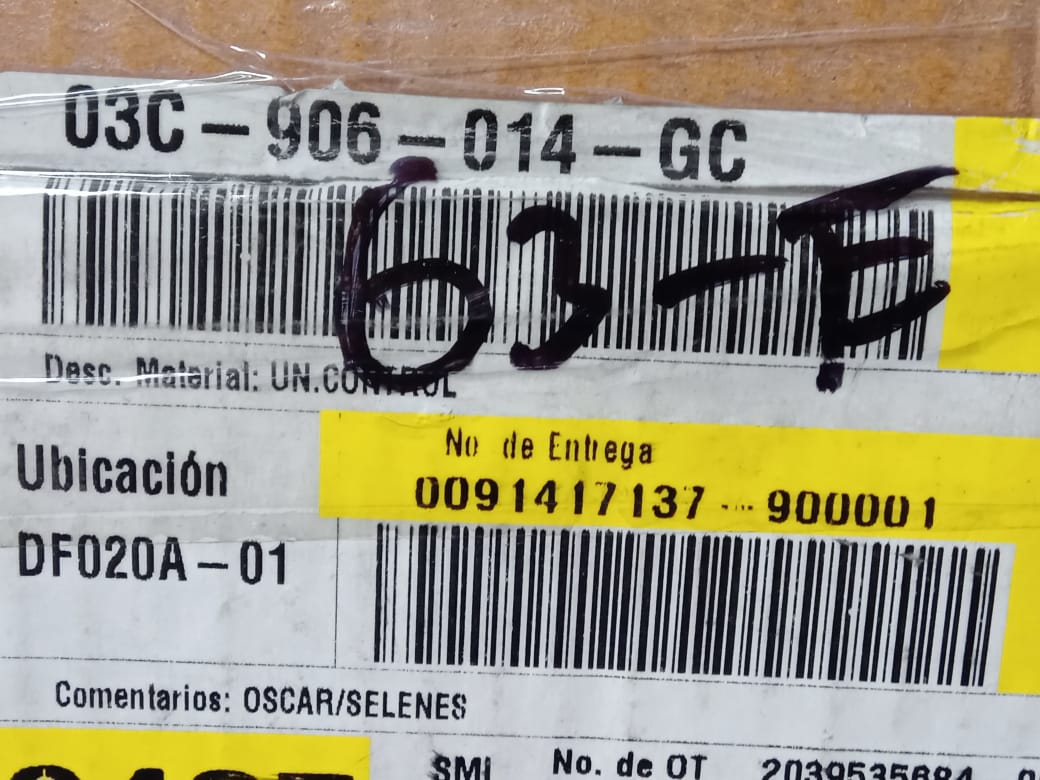 03C-906-014-GC
63-E
Desc. Material: UN.CONTROL
No de Entrega
0091417137 -- 900001
Ubicación
DF020A-01
Comentarios: OSCAR/SELENES
SMI No. de OT